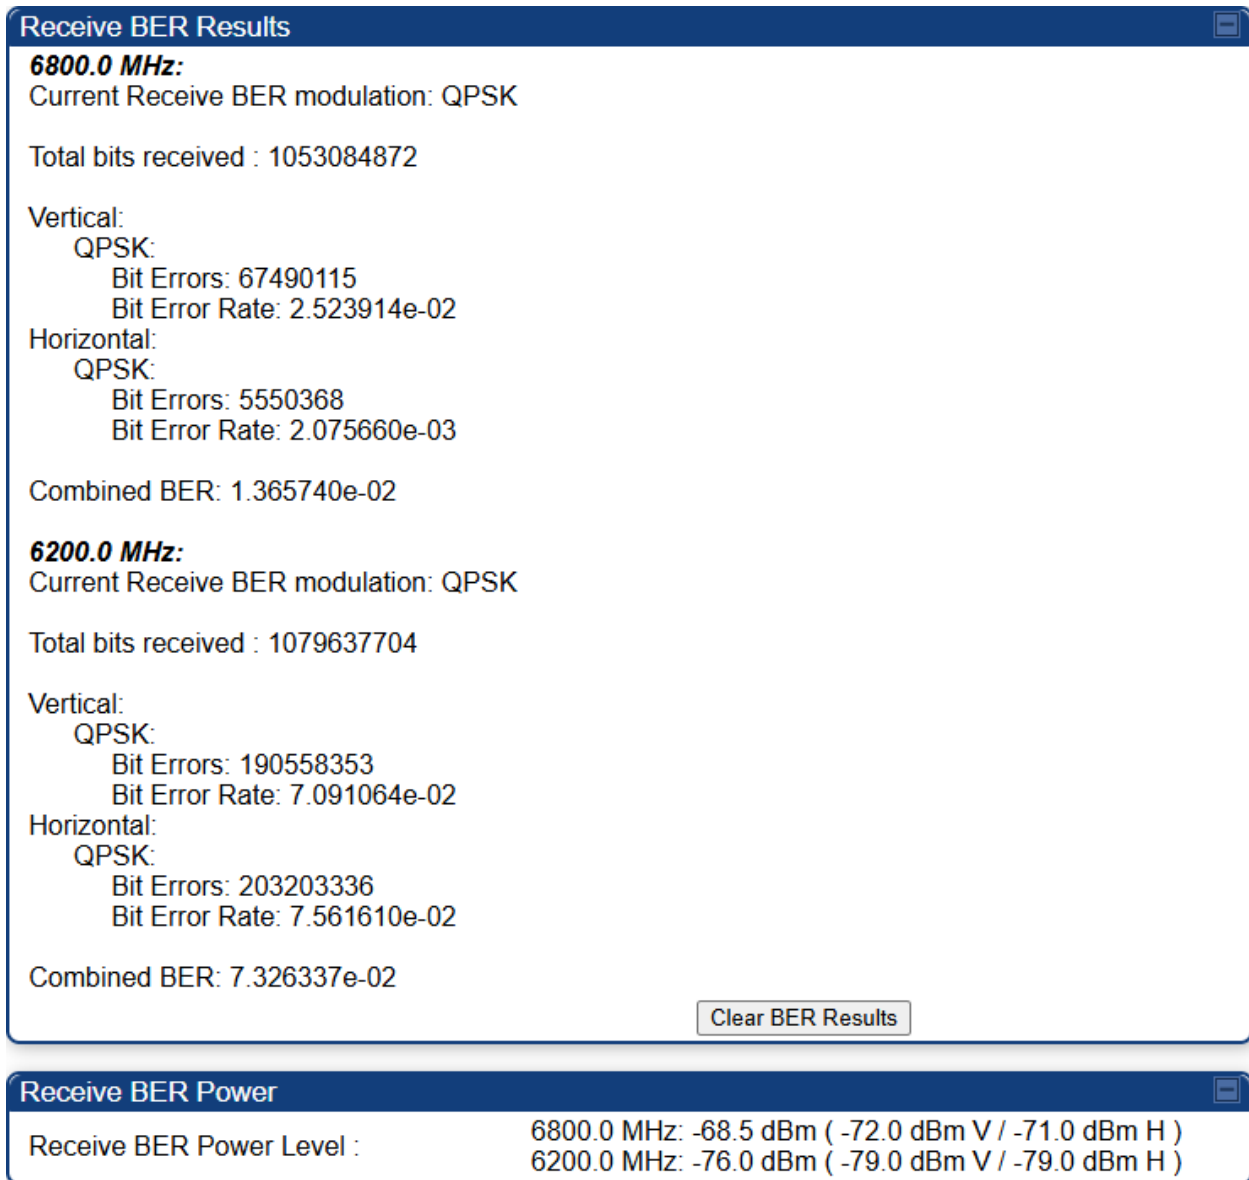 Receive BER Results
6800.0 MHz:
Current Receive BER modulation: QPSK
Total bits received : 1053084872
Vertical:
QPSK:
Bit Errors: 67490115
Bit Error Rate: 2.523914e-02
Horizontal:
QPSK:
Bit Errors: 5550368
Bit Error Rate: 2.075660e-03
Combined BER: 1.365740e-02
6200.0 MHz:
Current Receive BER modulation: QPSK
Total bits received : 1079637704
Vertical:
QPSK:
Bit Errors: 190558353
Bit Error Rate: 7.091064e-02
Horizontal:
QPSK:
Bit Errors: 203203336
Bit Error Rate: 7.561610e-02
Combined BER: 7.326337e-02
Clear BER Results
Receive BER Power
Receive BER Power Level :
6800.0 MHz: -68.5 dBm ( -72.0 dBm V / -71.0 dBm H )
6200.0 MHz: -76.0 dBm ( -79.0 dBm V / -79.0 dBm H )